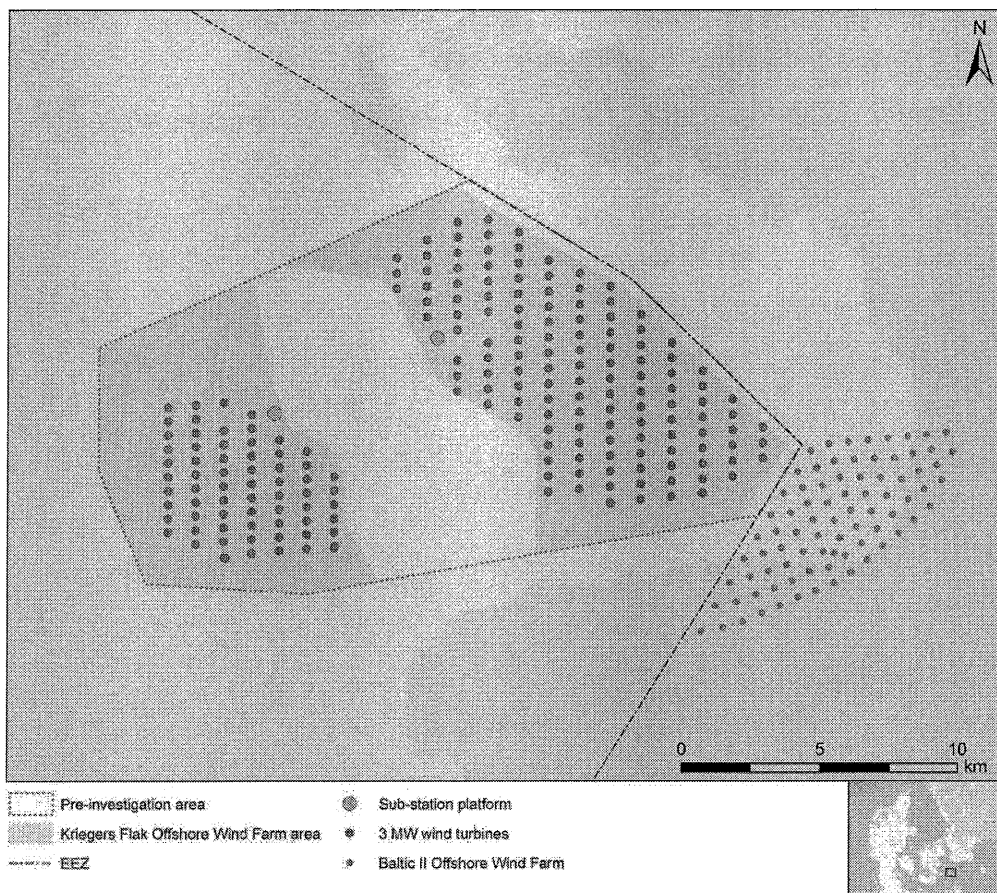 N
0 5 10
km
Pre-investigation area
Kriegers Flak Offshore Wind Farm area
EEZ
Sub-station platform
3 MW wind turbines
Baltic II Offshore Wind Farm